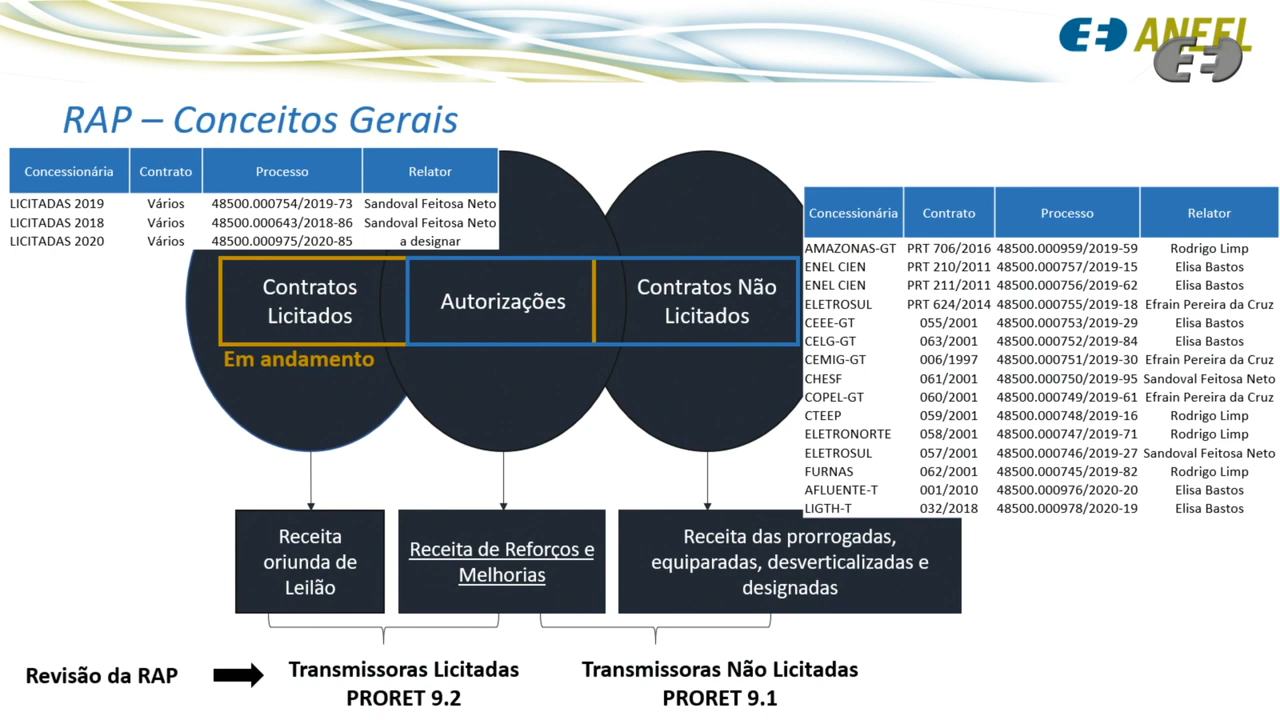 ANEEL
RAP – Conceitos Gerais
Concessionária Contrato Processo Relator
LICITADAS 2019 Vários 48500.000754/2019-73 Sandoval Feitosa Neto
LICITADAS 2018 Vários 48500.000643/2018-86 Sandoval Feitosa Neto
LICITADAS 2020 Vários 48500.000975/2020-85 a designar
Concessionária Contrato Processo Relator
AMAZONAS-GT PRT 706/2016 48500.000959/2019-59 Rodrigo Limp
ENEL CIEN PRT 210/2011 48500.000757/2019-15 Elisa Bastos
ENEL CIEN PRT 211/2011 48500.000756/2019-62 Elisa Bastos
ELETROSUL PRT 624/2014 48500.000755/2019-18 Efrain Pereira da Cruz
CEEE-GT 055/2001 48500.000753/2019-29 Elisa Bastos
CELG-GT 063/2001 48500.000752/2019-84 Elisa Bastos
CEMIG-GT 006/1997 48500.000751/2019-30 Efrain Pereira da Cruz
CHESF 061/2001 48500.000750/2019-95 Sandoval Feitosa Neto
COPEL-GT 060/2001 48500.000749/2019-61 Efrain Pereira da Cruz
CTEEP 059/2001 48500.000748/2019-16 Rodrigo Limp
ELETRONORTE 058/2001 48500.000747/2019-71 Rodrigo Limp
ELETROSUL 057/2001 48500.000746/2019-27 Sandoval Feitosa Neto
FURNAS 062/2001 48500.000745/2019-82 Rodrigo Limp
AFLUENTE-T 001/2010 48500.000976/2020-20 Elisa Bastos
LIGTH-T 032/2018 48500.000978/2020-19 Elisa Bastos
Contratos
Licitados
Autorizações
Contratos Não
Licitados
Em andamento
Receita
oriunda de
Leilão
Receita de Reforços e
Melhorias
Receita das prorrogadas,
equiparadas, desverticalizadas e
designadas
Revisão da RAP
Transmissoras Licitadas
PRORET 9.2
Transmissoras Não Licitadas
PRORET 9.1